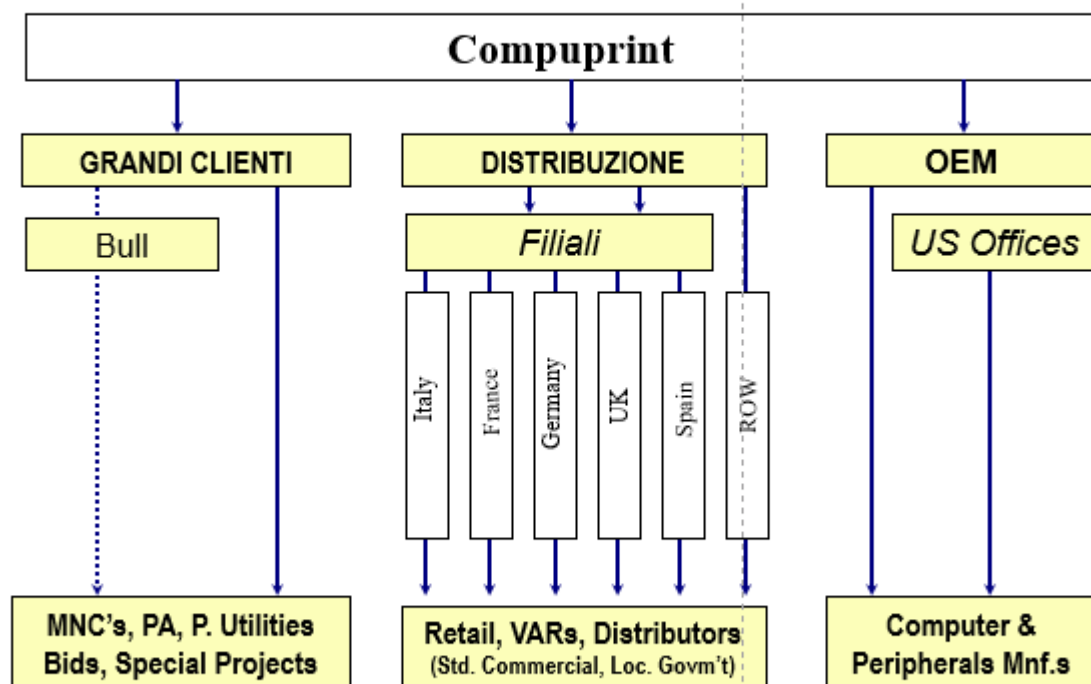 Compuprint
GRANDI CLIENTI
DISTRIBUZIONE
OEM
Bull
Filiali
US Offices
Italy
France
Germany
UK
Spain
ROW
MNC's, PA, P. Utilities
Bids, Special Projects
Retail, VARs, Distributors
(Std. Commercial, Loc. Govm't)
Computer &
Peripherals Mnf.s